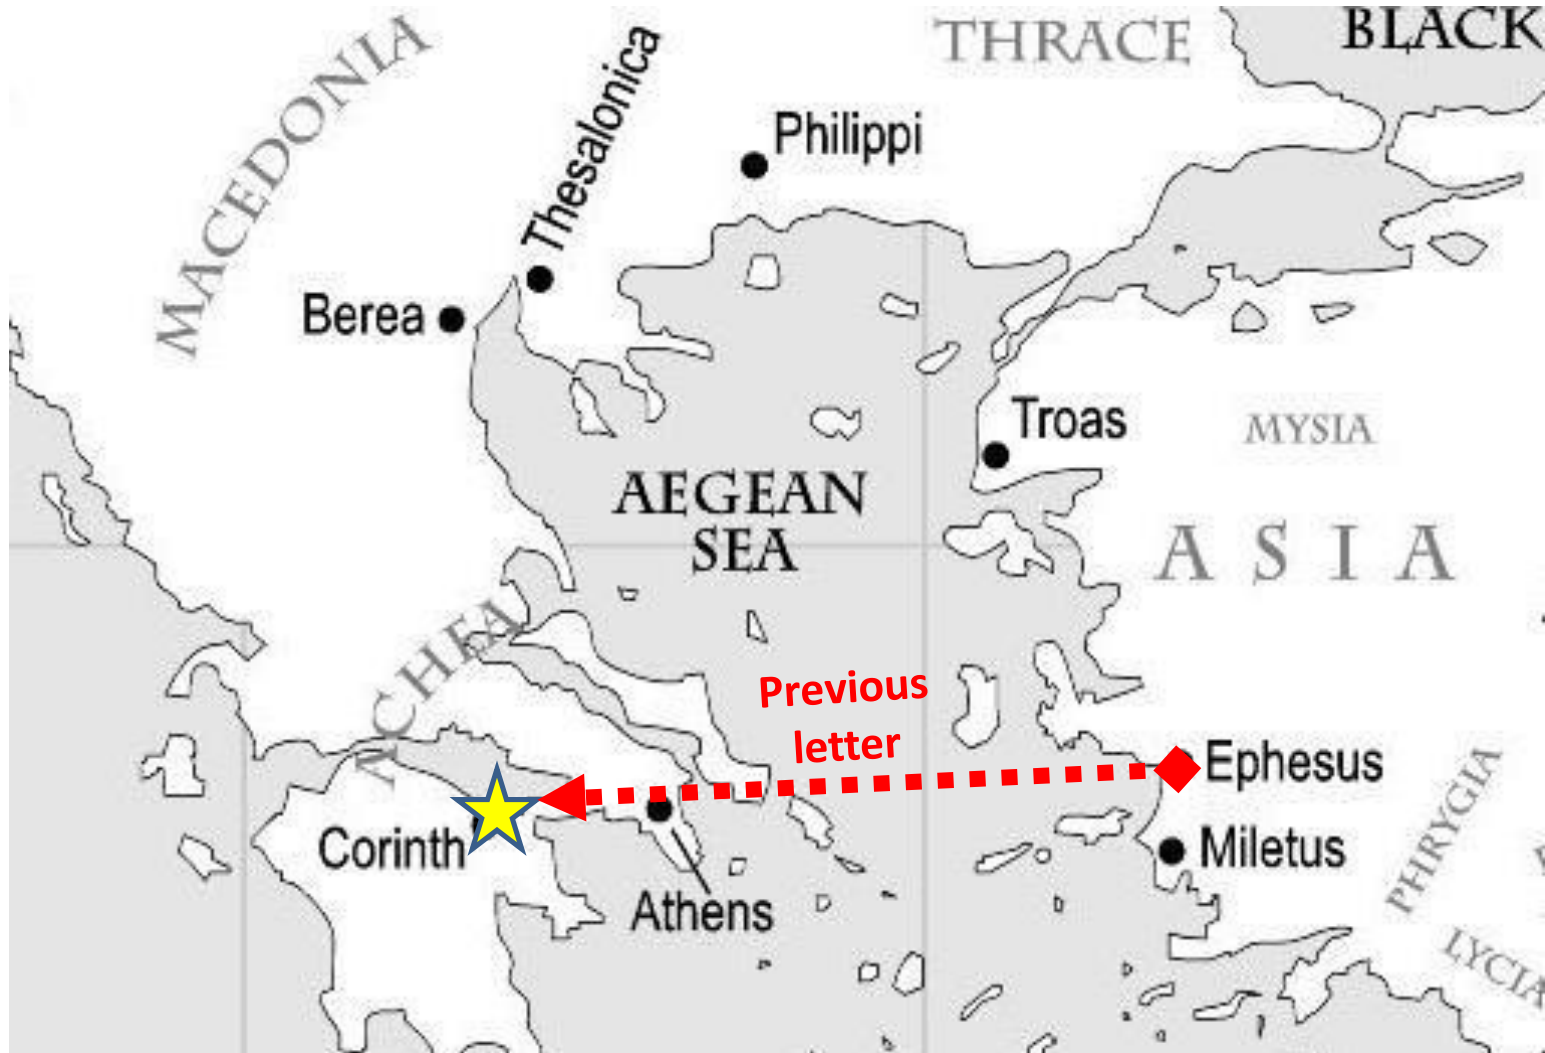 THRACE
BLACK
MACEDONIA
Thesalonica
Philippi
Berea
Troas
MYSIA
AEGEAN
SEA
ASIA
ACHEA
Previous
letter
Ephesus
PHRYGIA
Corinth
Miletus
Athens
LYCIA